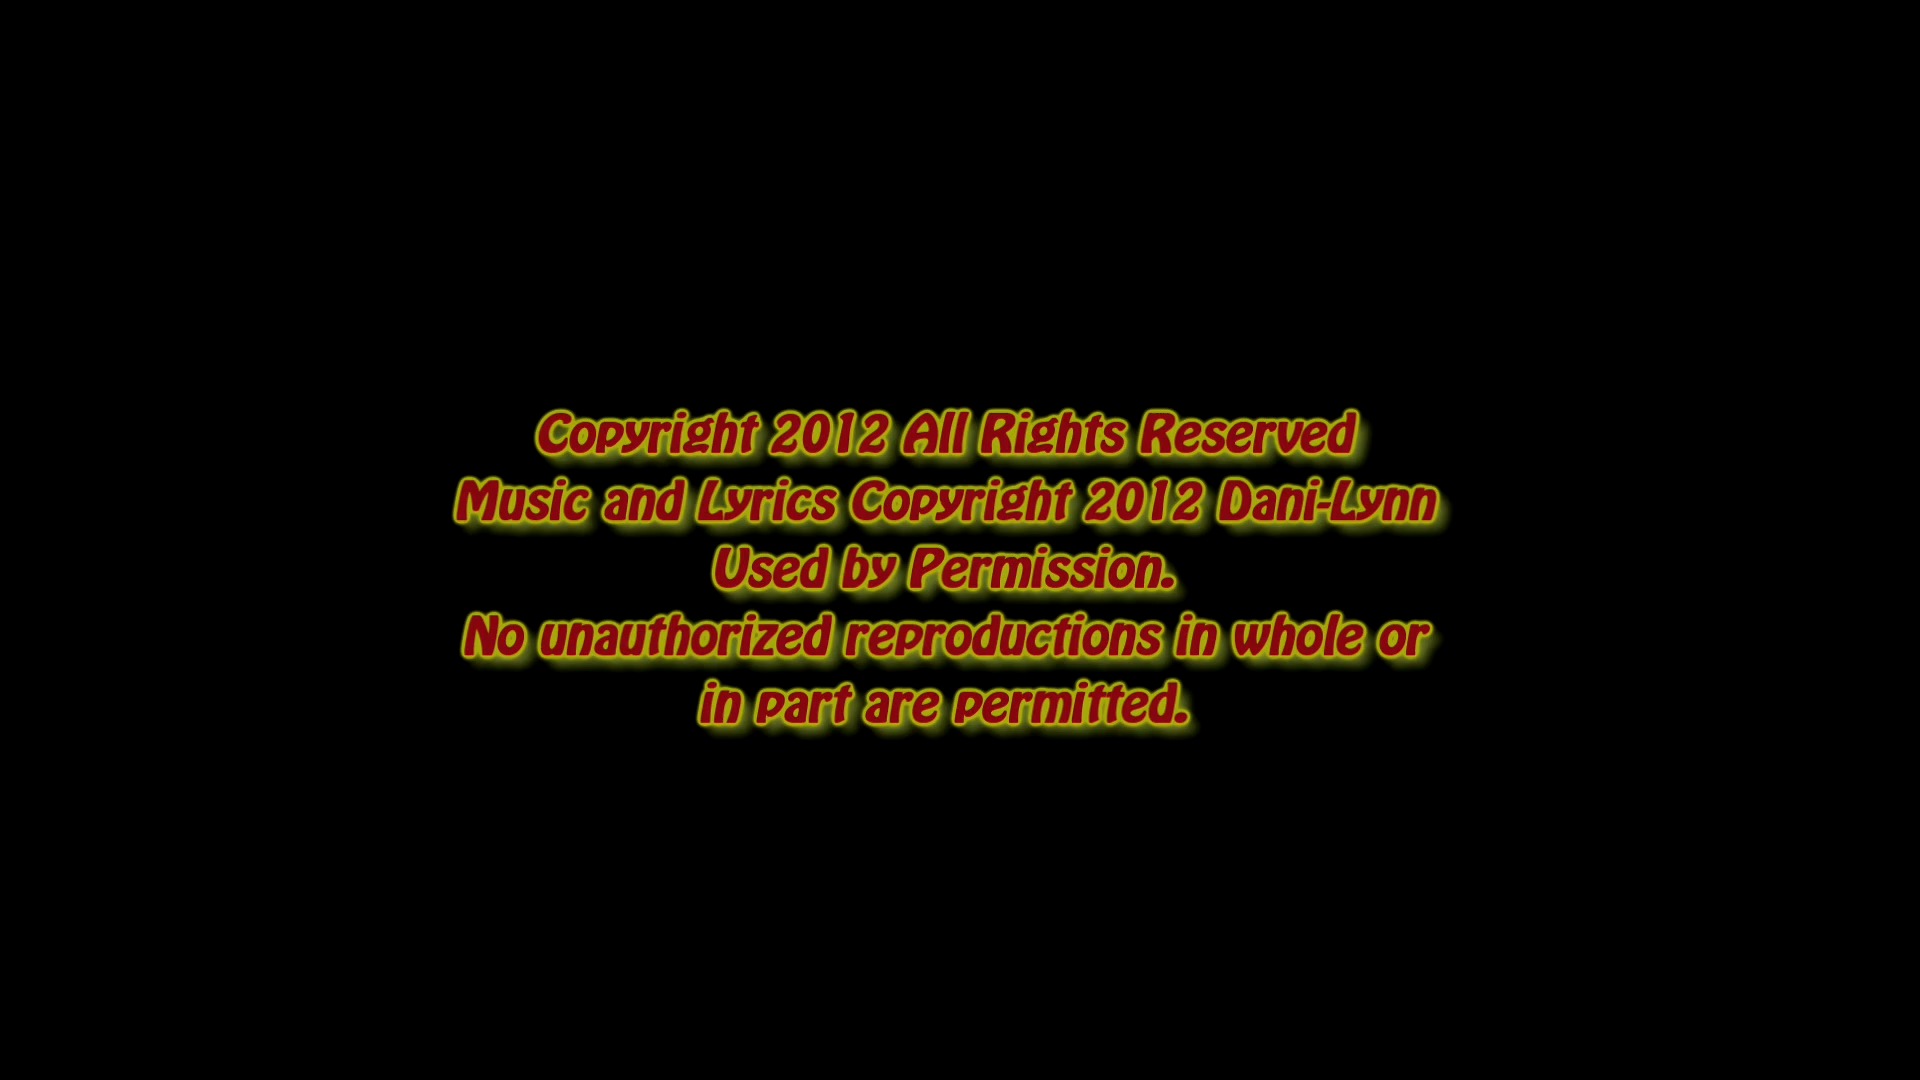 Copyright 2012 All Rights Reserved
Music and Lyrics Copyright 2012 Dani-Lynn
Used by Permission.
No unauthorized reproductions in whole or
in part are permitted.